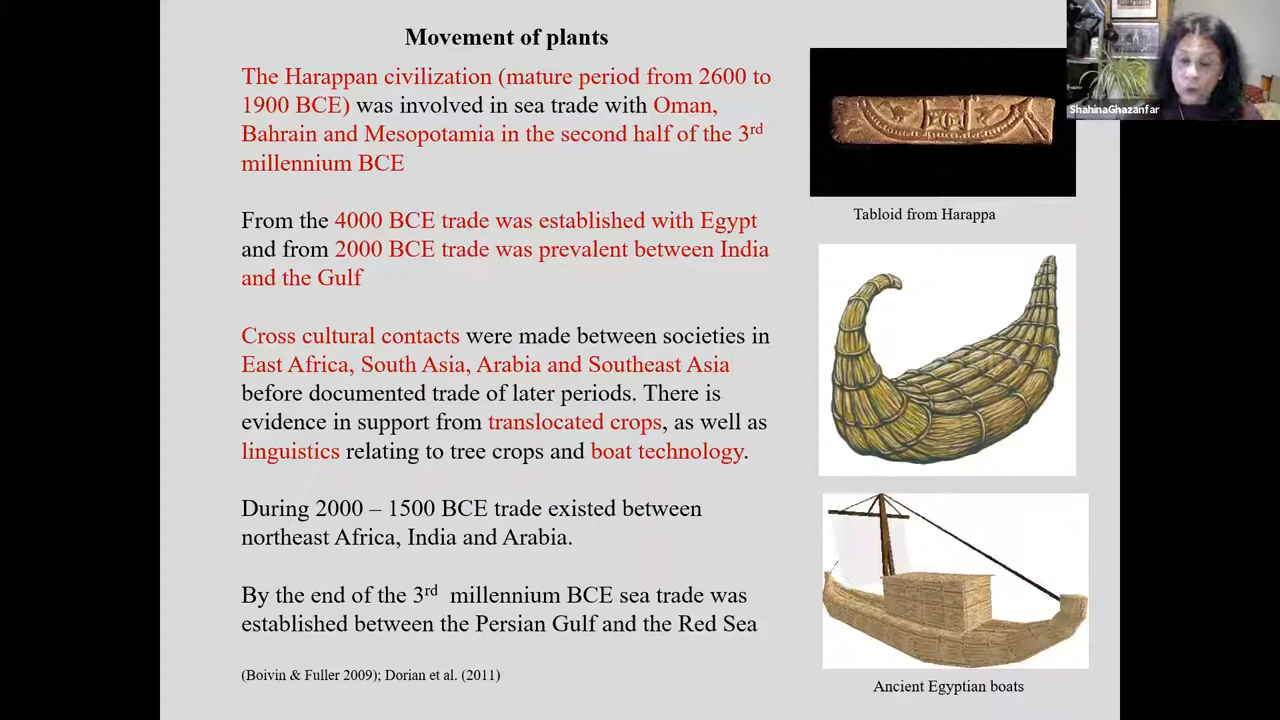 Movement of plants
The Harappan civilization (mature period from 2600 to
1900 BCE) was involved in sea trade with Oman,
Bahrain and Mesopotamia in the second half of the 3rd
millennium BCE
From the 4000 BCE trade was established with Egypt
and from 2000 BCE trade was prevalent between India
and the Gulf
Cross cultural contacts were made between societies in
East Africa, South Asia, Arabia and Southeast Asia
before documented trade of later periods. There is
evidence in support from translocated crops, as well as
linguistics relating to tree crops and boat technology.
During 2000 – 1500 BCE trade existed between
northeast Africa, India and Arabia.
By the end of the 3rd millennium BCE sea trade was
established between the Persian Gulf and the Red Sea
(Boivin & Fuller 2009); Dorian et al. (2011)
Tabloid from Harappa
Ancient Egyptian boats
ShahinaGhazanfar